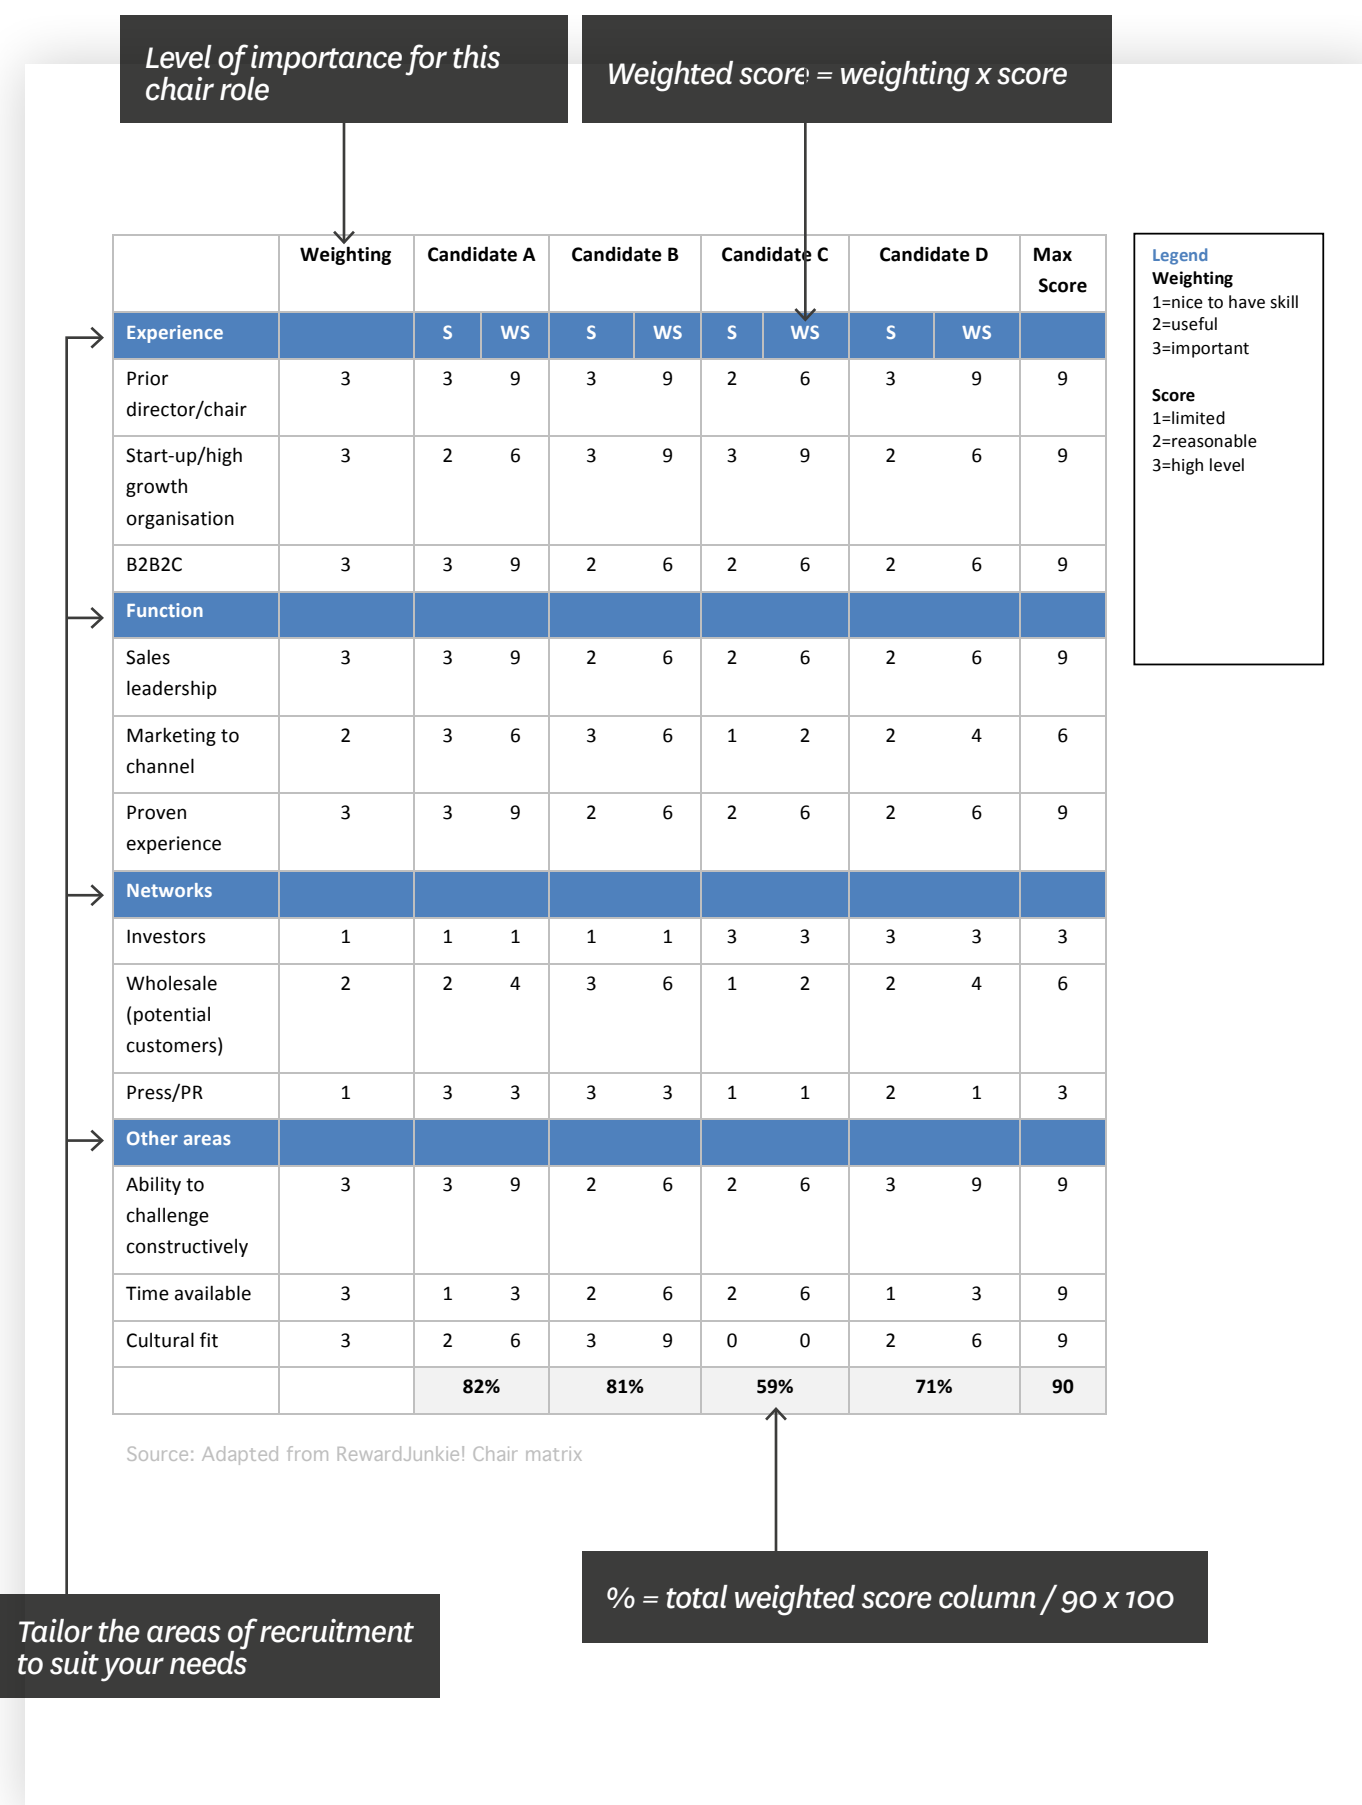 Level of importance for this
chair role
Weighted score = weighting x score
Weighting Candidate A Candidate B Candidate C Candidate D Max
Score
Experience S WS S WS S WS S WS
Prior 3 3 9 3 9 2 6 3 9 9
director/chair
Start-up/high 3 2 6 3 9 3 9 2 6 9
growth
organisation
B2B2C 3 3 9 2 6 2 6 2 6 9
Function
Sales 3 3 9 2 6 2 6 2 6 9
leadership
Marketing to 2 3 6 3 6 1 2 2 4 6
channel
Proven 3 3 9 2 6 2 6 2 6 9
experience
Networks
Investors 1 1 1 1 1 3 3 3 3 3
Wholesale 2 2 4 3 6 1 2 2 4 6
(potential
customers)
Press/PR 1 3 3 3 3 1 1 2 1 3
Other areas
Ability to 3 3 9 2 6 2 6 3 9 9
challenge
constructively
Time available 3 1 3 2 6 2 6 1 3 9
Cultural fit 3 2 6 3 9 0 0 2 6 9
82% 81% 59% 71% 90
Legend
Weighting
1=nice to have skill
2=useful
3=important
Score
1=limited
2=reasonable
3=high level
Source: Adapted from RewardJunkie! Chair matrix
% = total weighted score column / 90 x 100
Tailor the areas of recruitment
to suit your needs